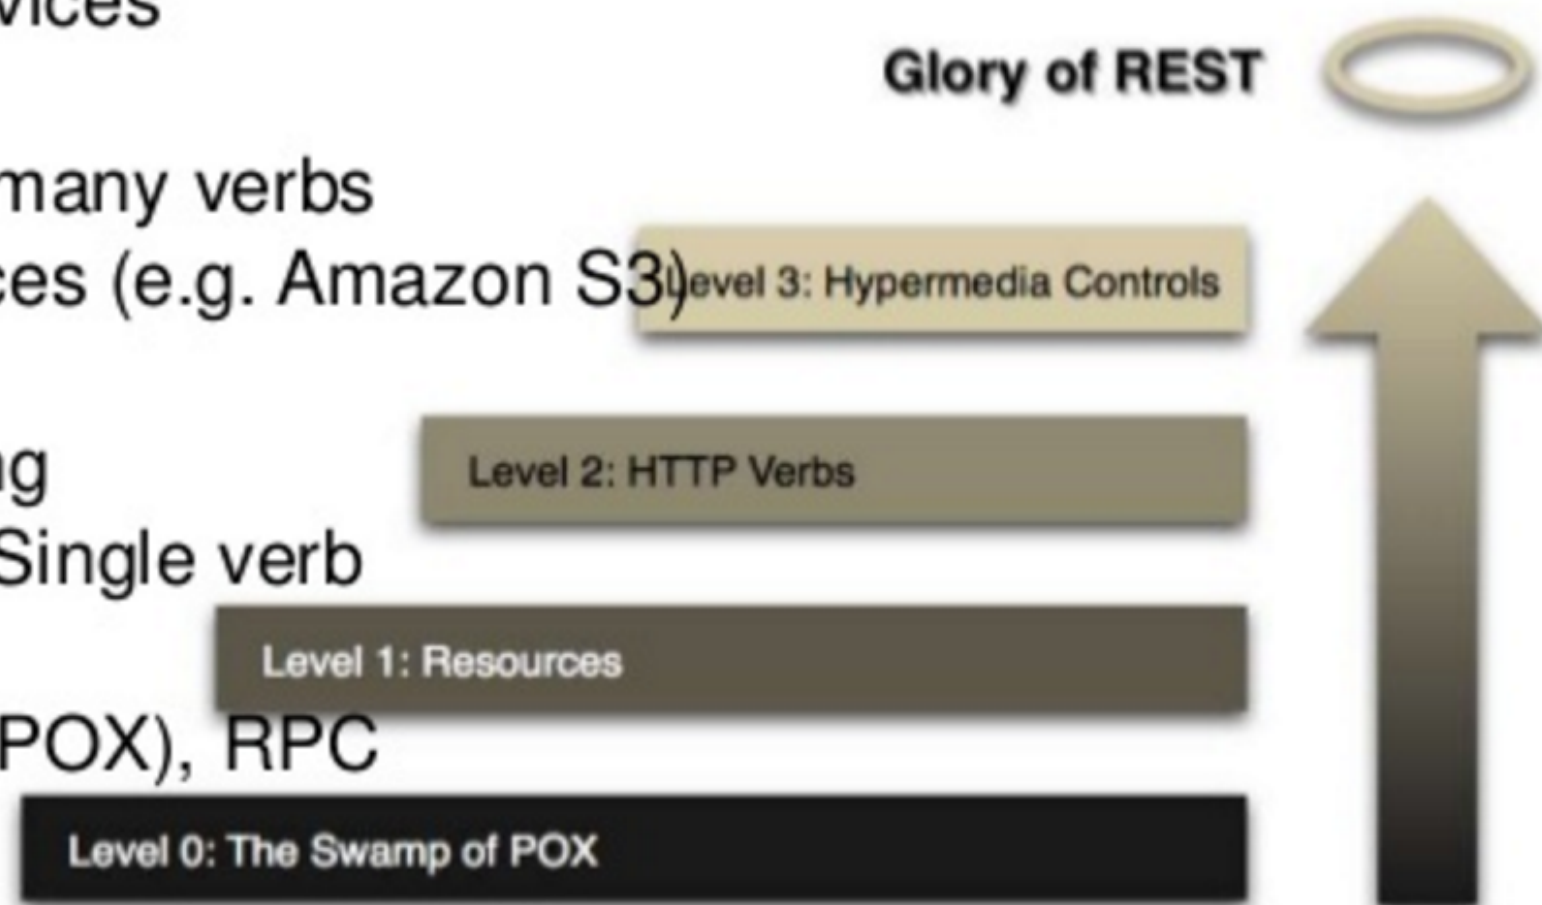 vices
Glory of REST
many verbs
ces (e.g. Amazon S3)
Level 3: Hypermedia Controls
ng
Level 2: HTTP Verbs
Single verb
Level 1: Resources
POX), RPC
Level 0: The Swamp of POX